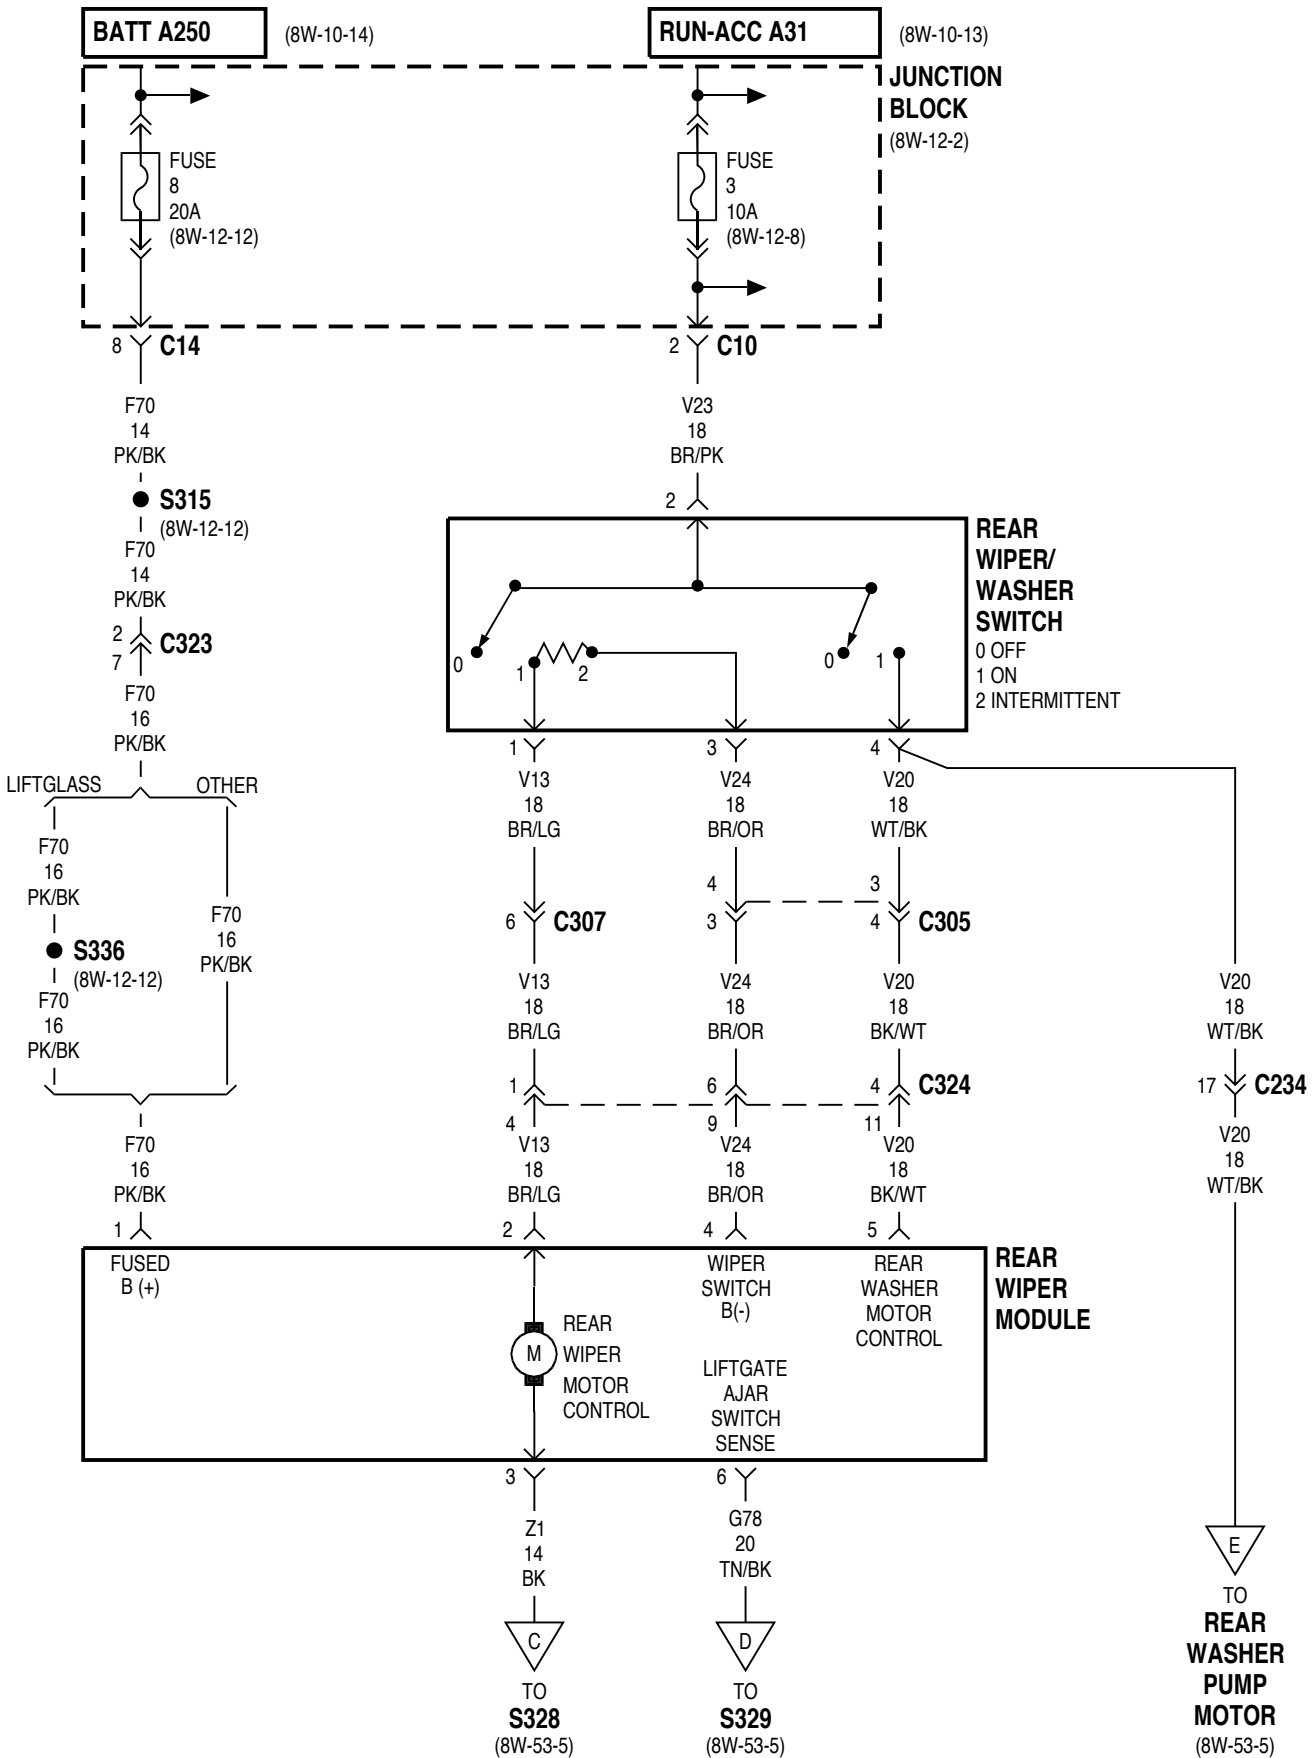 BATT A250 (8W-10-14) RUN-ACC A31 (8W-10-13)
JUNCTION
BLOCK
(8W-12-2)
FUSE
8
20A
(8W-12-12)
FUSE
3
10A
(8W-12-8)
8 C14
2 C10
F70
14
PK/BK
V23
18
BR/PK
S315
(8W-12-12)
2
F70
14
PK/BK
REAR
WIPER/
WASHER
SWITCH
0 OFF
1 ON
2 INTERMITTENT
2 C323
7
0 1 2 0 1
F70
16
PK/BK
1 3 4
LIFTGLASS OTHER
V13
18
BR/LG
V24
18
BR/OR
V20
18
WT/BK
F70
16
PK/BK
F70
16
PK/BK
4 3
6 C307 3 4 C305
S336
(8W-12-12)
F70
16
PK/BK
V13
18
BR/LG
V24
18
BR/OR
V20
18
BK/WT
V20
18
WT/BK
1 6 4 C324 17 C234
4 9 11
F70
16
PK/BK
V13
18
BR/LG
V24
18
BR/OR
V20
18
BK/WT
V20
18
WT/BK
1 2 4 5
FUSED
B (+)
WIPER
SWITCH
B(-)
REAR
WASHER
MOTOR
CONTROL
REAR
WIPER
MODULE
M
REAR
WIPER
MOTOR
CONTROL
LIFTGATE
AJAR
SWITCH
SENSE
3 6
Z1
14
BK
G78
20
TN/BK
C
TO
S328
(8W-53-5)
D
TO
S329
(8W-53-5)
E
TO
REAR
WASHER
PUMP
MOTOR
(8W-53-5)